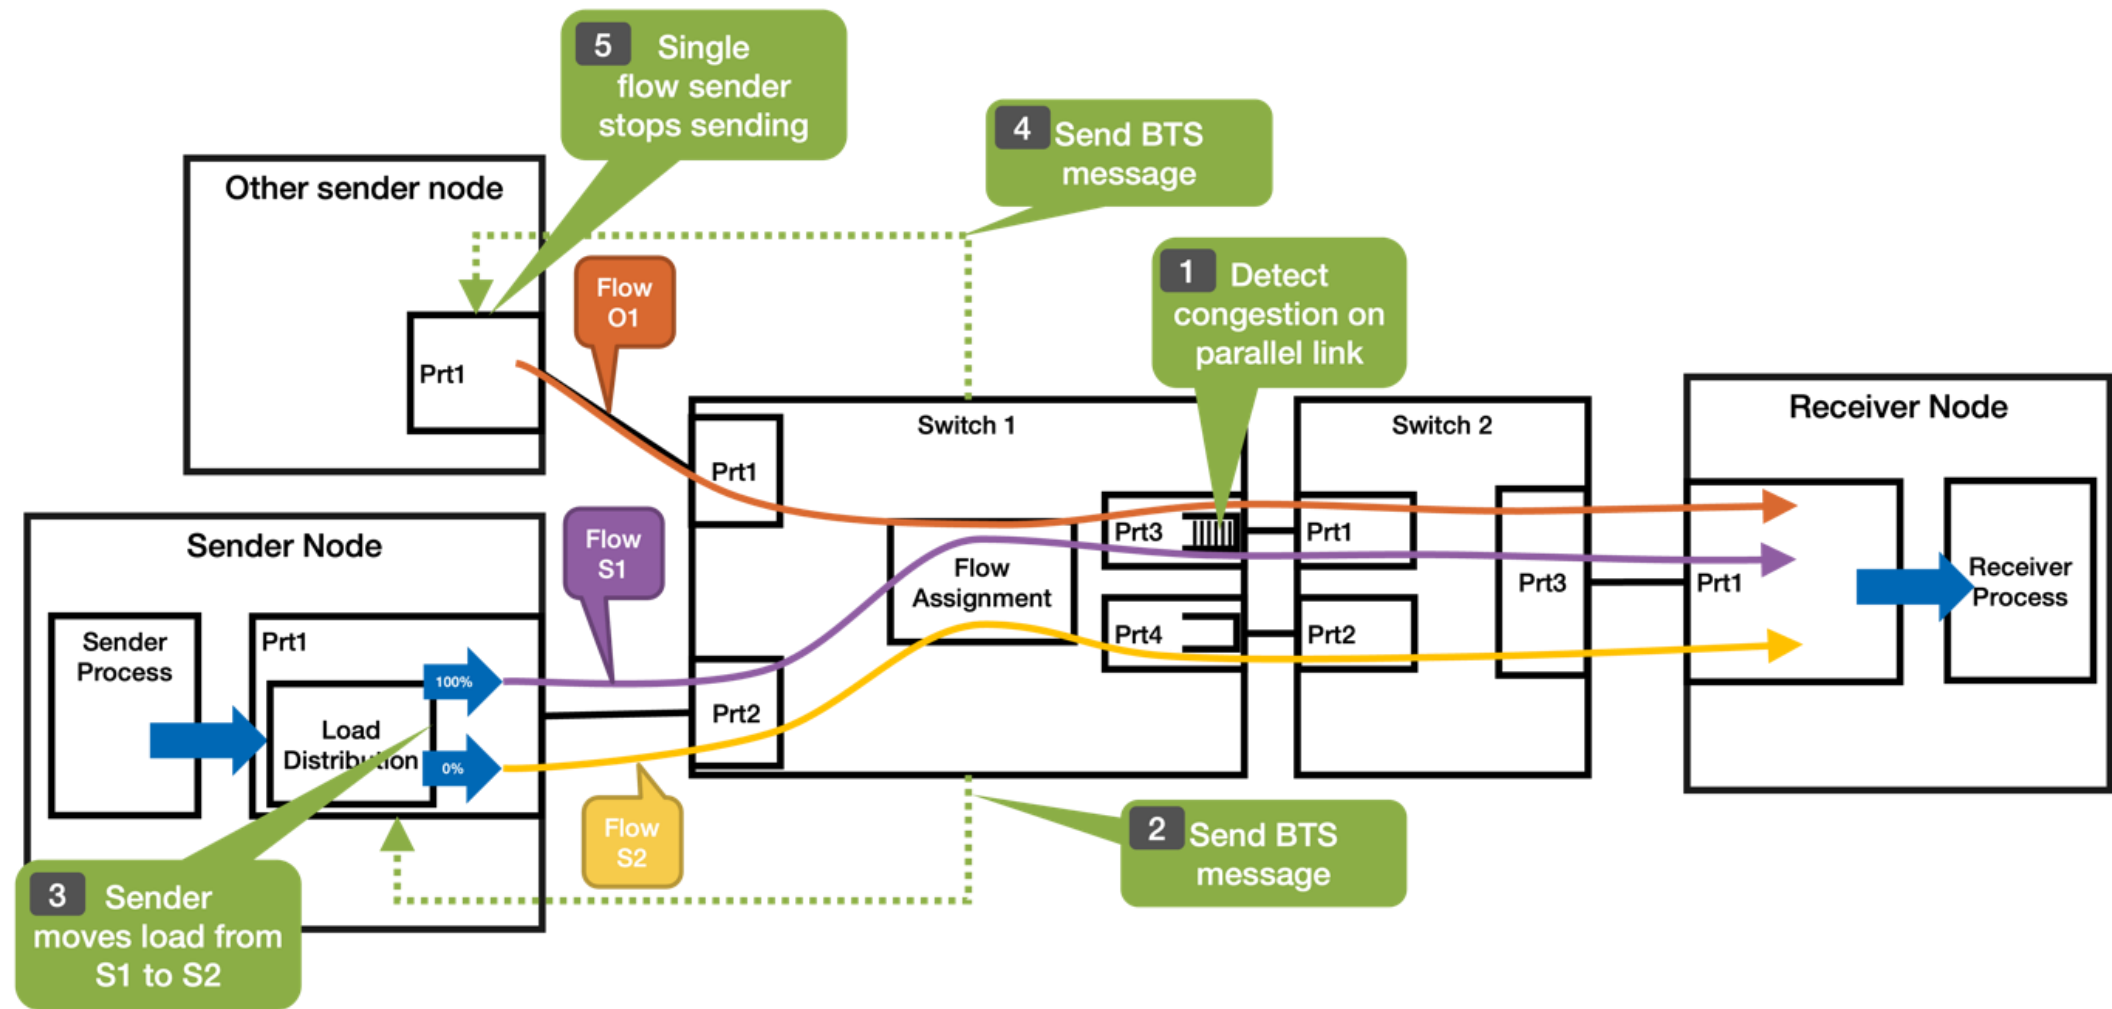 5 Single
flow sender
stops sending
4 Send BTS
message
Other sender node
1 Detect
congestion on
parallel link
Flow
O1
Prt1
Switch 1
Switch 2
Receiver Node
Prt1
Prt3
Prt1
Flow
Assignment
Prt4
Prt2
Prt3
Prt1
Receiver
Process
Sender Node
Flow
S1
Sender
Process
Prt1
100%
Load
Distribution
0%
Prt2
Flow
S2
2 Send BTS
message
3 Sender
moves load from
S1 to S2